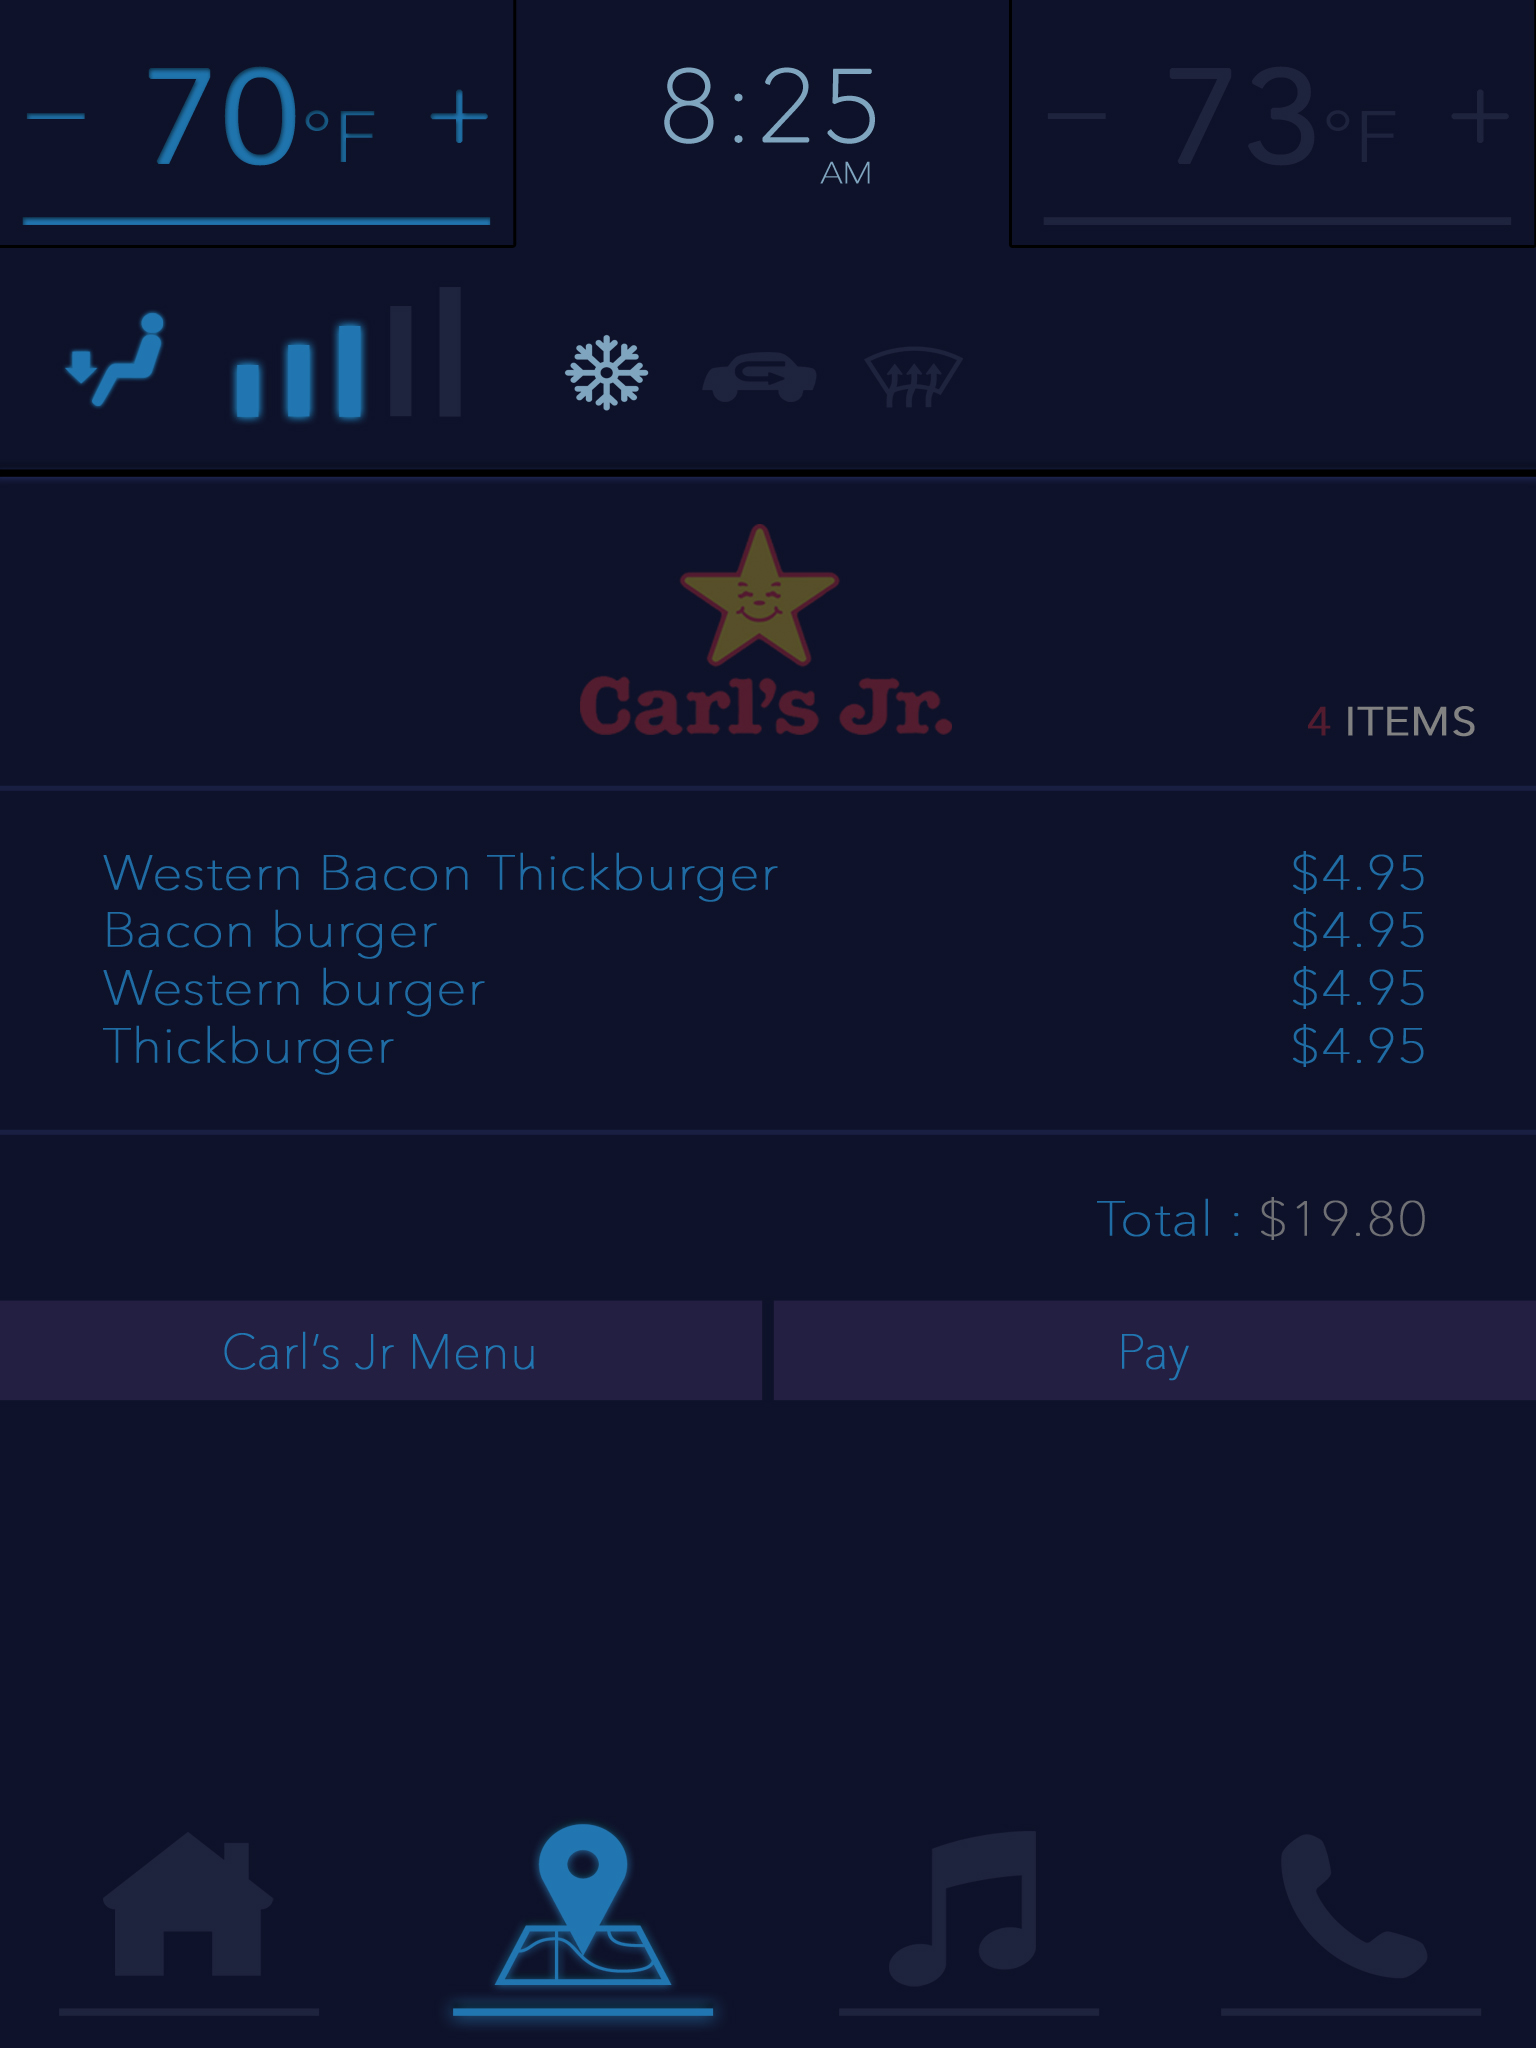 − 70°F +
8:25
AM
− 73°F +
Carl's Jr.
4 ITEMS
Western Bacon Thickburger $4.95
Bacon burger $4.95
Western burger $4.95
Thickburger $4.95
Total : $19.80
Carl's Jr Menu
Pay